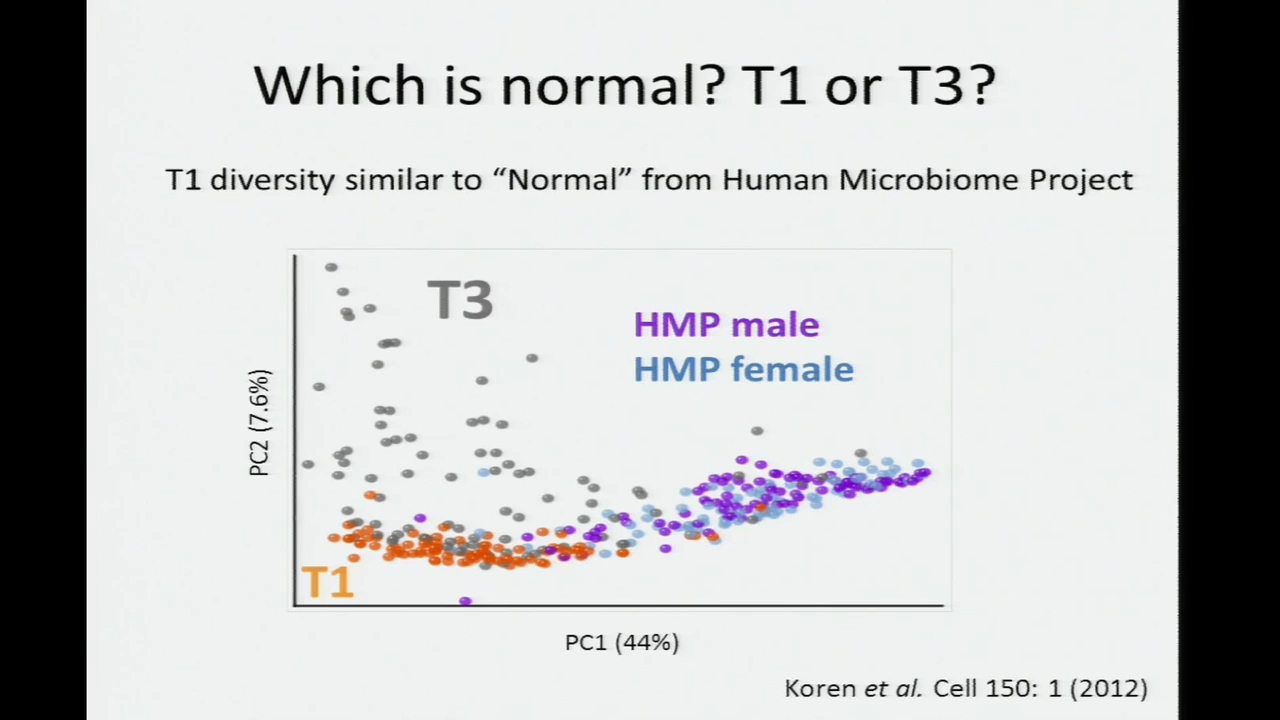 Which is normal? T1 or T3?
T1 diversity similar to “Normal” from Human Microbiome Project
T3
HMP male
HMP female
PC2 (7.6%)
T1
PC1 (44%)
Koren et al. Cell 150: 1 (2012)